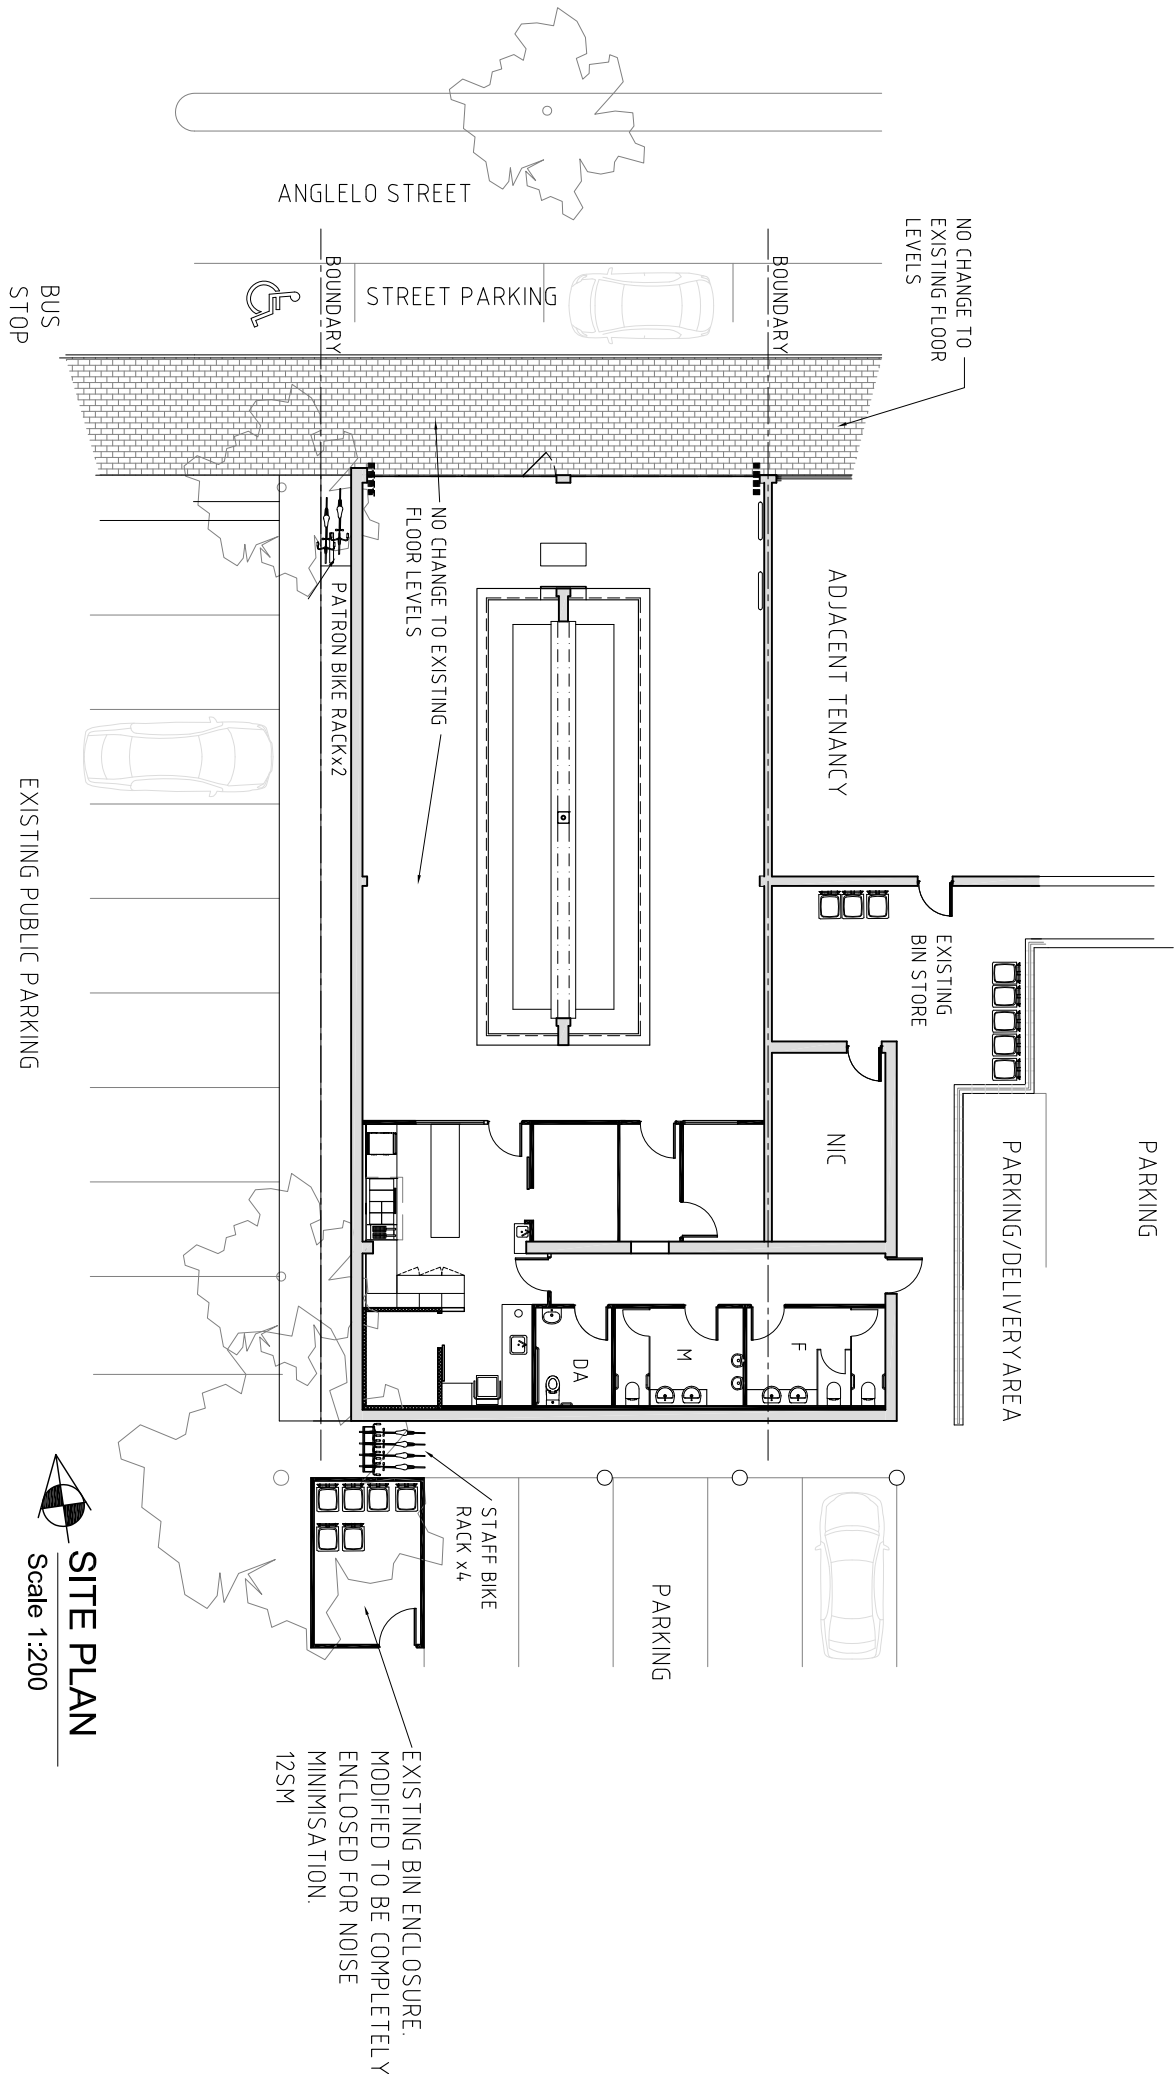 ANGLELO STREET
NO CHANGE TO
EXISTING FLOOR
LEVELS
BOUNDARY
BOUNDARY
STREET PARKING
BUS
STOP
NO CHANGE TO EXISTING
FLOOR LEVELS
ADJACENT TENANCY
PATRON BIKE RACKx2
EXISTING PUBLIC PARKING
EXISTING
BIN STORE
NIC
PARKING
PARKING/DELIVERYAREA
DA
M
F
STAFF BIKE
RACK x4
PARKING
EXISTING BIN ENCLOSURE.
MODIFIED TO BE COMPLETELY
ENCLOSED FOR NOISE
MINIMISATION.
12SM
SITE PLAN
Scale 1:200